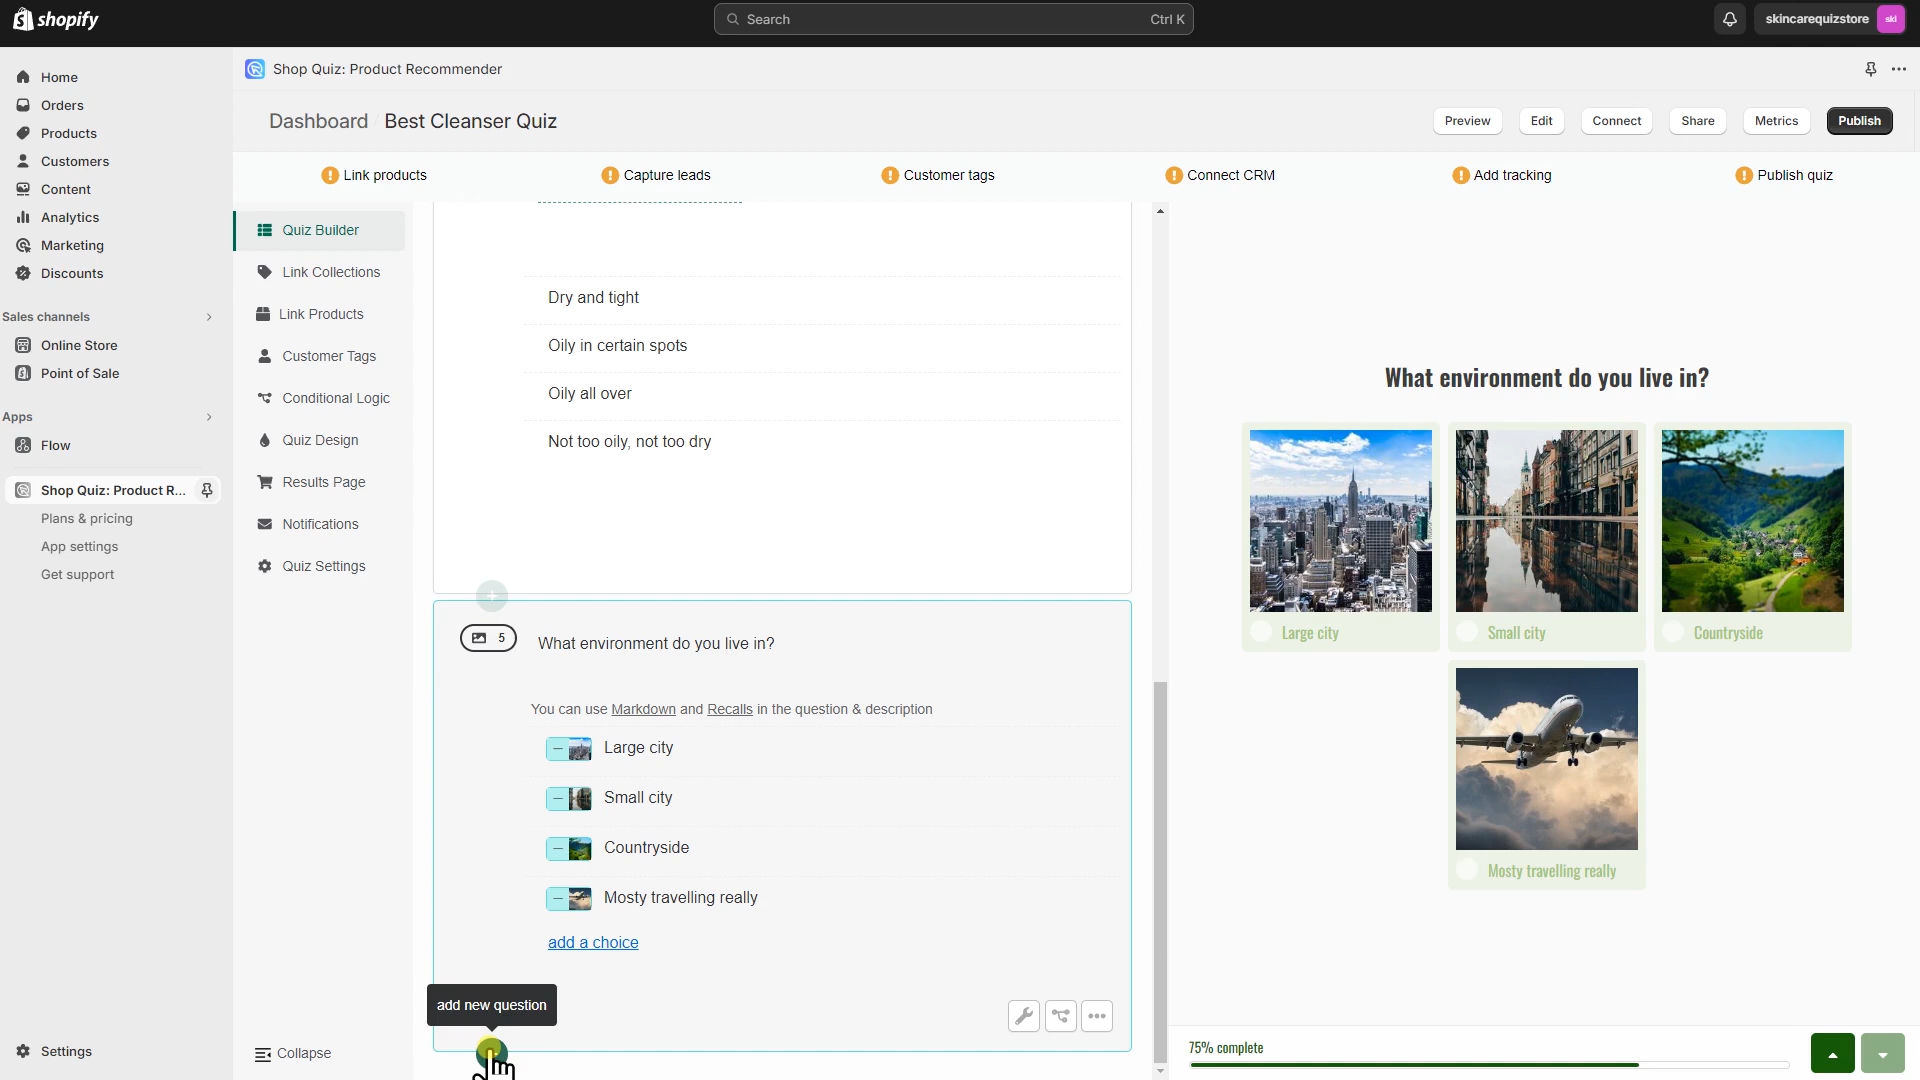 shopify
Search
Ctrl K
skincarequizstore
ski
Home
Orders
Products
Customers
Content
Analytics
Marketing
Discounts
Sales channels
Online Store
Point of Sale
Apps
Flow
Shop Quiz: Product R...
Plans & pricing
App settings
Get support
Settings
Shop Quiz: Product Recommender
Dashboard
Best Cleanser Quiz
Preview
Edit
Connect
Share
Metrics
Publish
Link products
Capture leads
Customer tags
Connect CRM
Add tracking
Publish quiz
Quiz Builder
Link Collections
Link Products
Customer Tags
Conditional Logic
Quiz Design
Results Page
Notifications
Quiz Settings
Collapse
Dry and tight
Oily in certain spots
Oily all over
Not too oily, not too dry
5
What environment do you live in?
You can use Markdown and Recalls in the question & description
Large city
Small city
Countryside
Mosty travelling really
add a choice
add new question
What environment do you live in?
Large city
Small city
Countryside
Mosty travelling really
75% complete